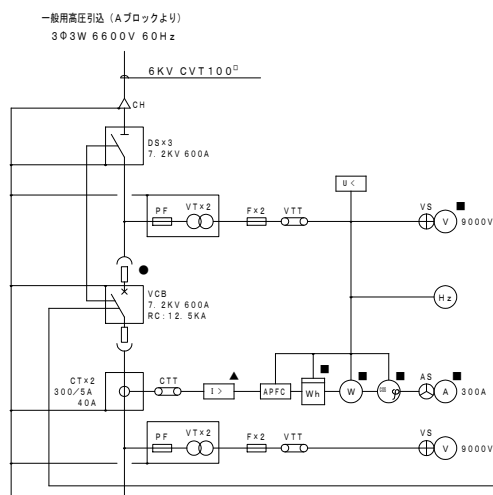 一般用高圧引込（Aブロックより）
3Φ3W 6600V 60Hz
6KV CVT100□
CH
DS×3
7.2KV 600A
U<
PF
VT×2
F×2
VTT
VS
V
9000V
VCB
7.2KV 600A
RC:12.5KA
Hz
CT×2
300/5A
40A
CTT
I>
APFC
Wh
W
φ
AS
A
300A
PF
VT×2
F×2
VTT
VS
V
9000V